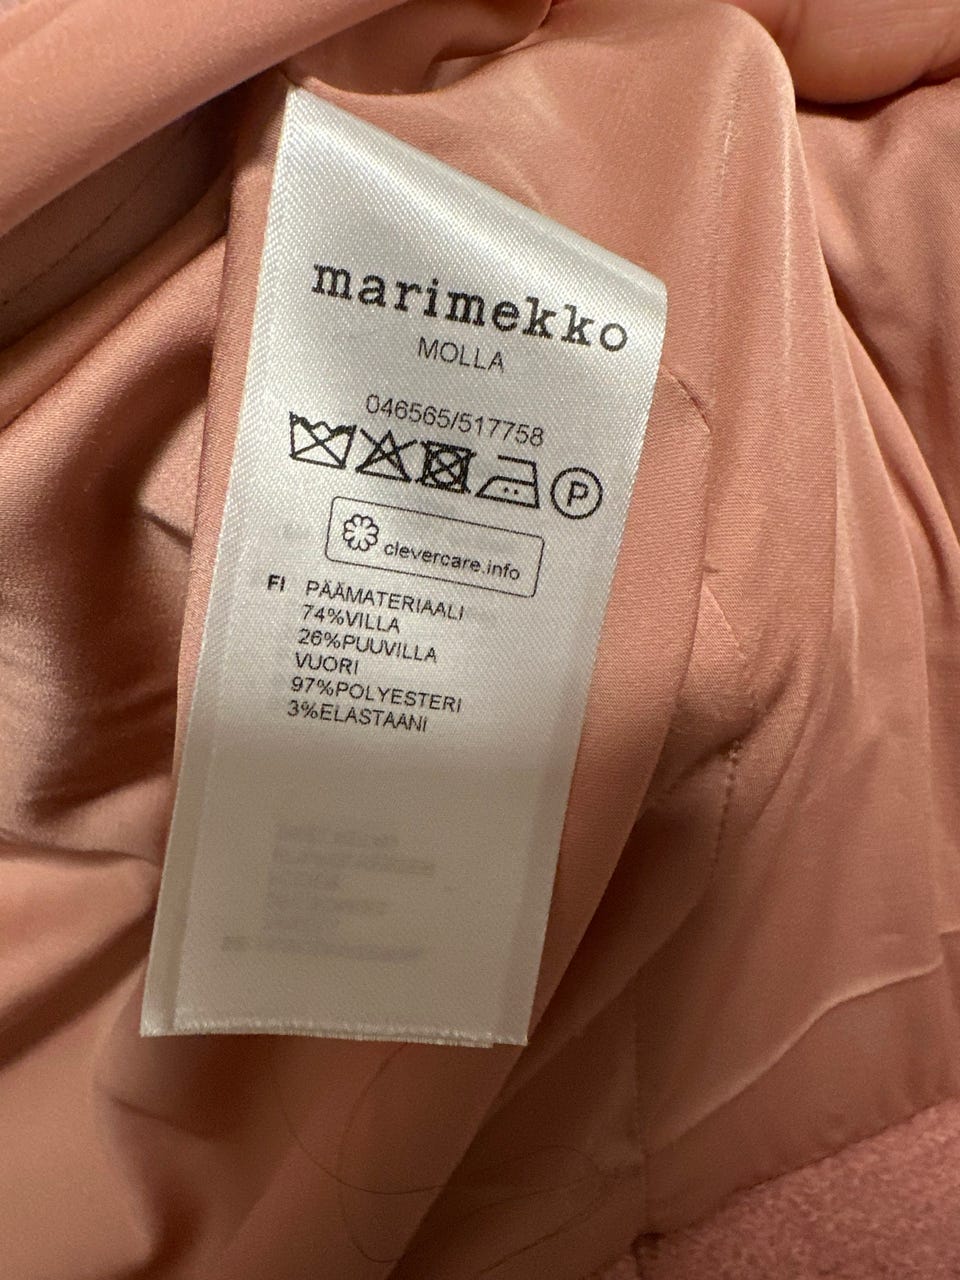 marimekko
MOLLA
046565/517758
P
clevercare.info
FI PÄÄMATERIAALI
74%VILLA
26%PUUVILLA
VUORI
97%POLYESTERI
3%ELASTAANI